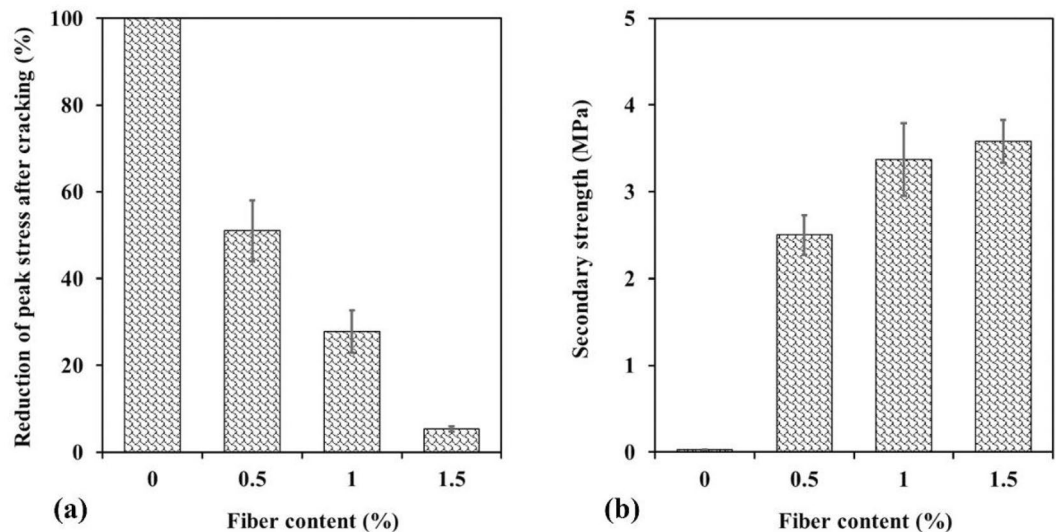 Reduction of peak stress after cracking (%)
100
80
60
40
20
0
0 0.5 1 1.5
(a) Fiber content (%)
Secondary strength (MPa)
5
4
3
2
1
0
0 0.5 1 1.5
(b) Fiber content (%)